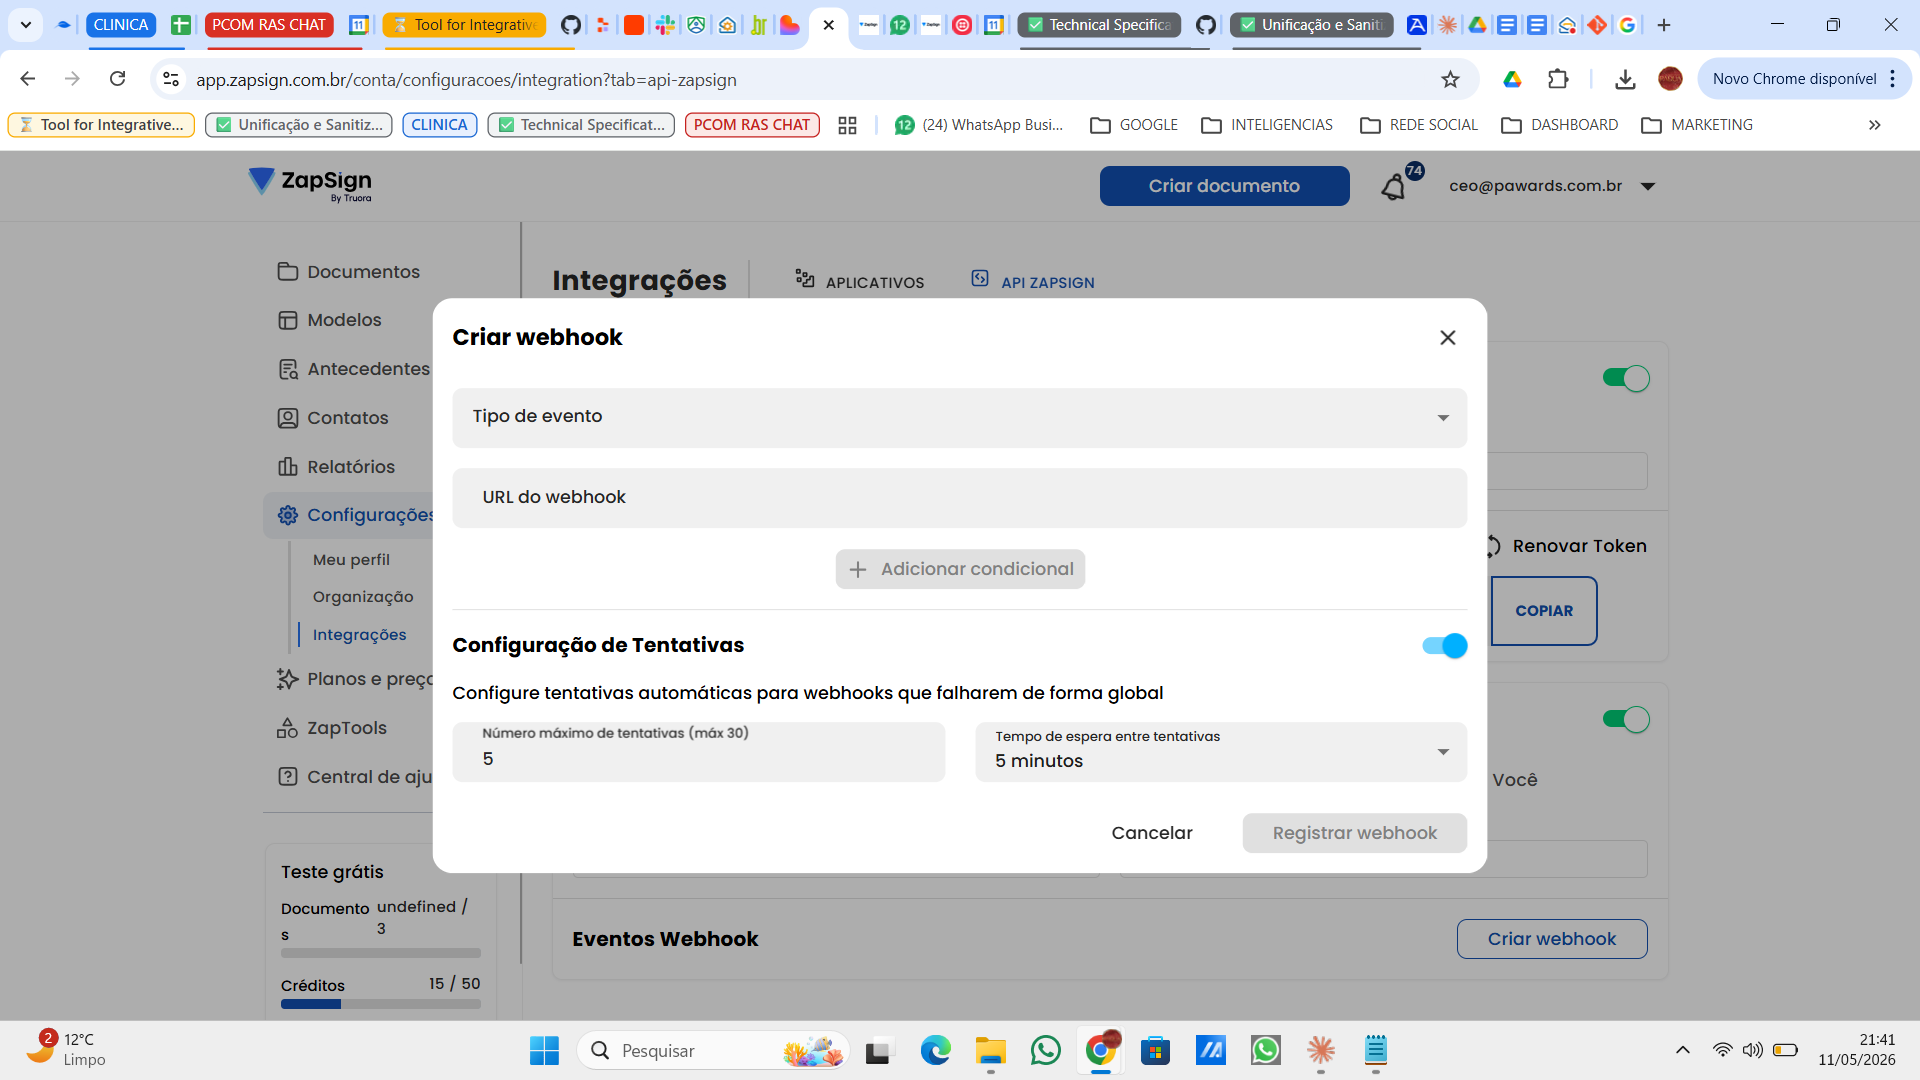 CLINICA
PCOM RAS CHAT
Tool for Integrative
Technical Specifica
Unificação e Saniti
app.zapsign.com.br/conta/configuracoes/integration?tab=api-zapsign
Novo Chrome disponível
Tool for Integrative...
Unificação e Sanitiz...
CLINICA
Technical Specificat...
PCOM RAS CHAT
12
(24) WhatsApp Busi...
GOOGLE
INTELIGENCIAS
REDE SOCIAL
DASHBOARD
MARKETING
»
ZapSign
By Truora
Criar documento
74
ceo@pawards.com.br
Documentos
Modelos
Antecedentes
Contatos
Relatórios
Configurações
Meu perfil
Organização
Integrações
Planos e preço
ZapTools
Central de aju
Teste grátis
Documento
s
undefined /
3
Créditos
15 / 50
Integrações
APLICATIVOS
API ZAPSIGN
Criar webhook
Tipo de evento
URL do webhook
Adicionar condicional
Configuração de Tentativas
Configure tentativas automáticas para webhooks que falharem de forma global
Número máximo de tentativas (máx 30)
5
Tempo de espera entre tentativas
5 minutos
Cancelar
Registrar webhook
Renovar Token
COPIAR
Você
Eventos Webhook
Criar webhook
2
12°C
Limpo
Pesquisar
21:41
11/05/2026